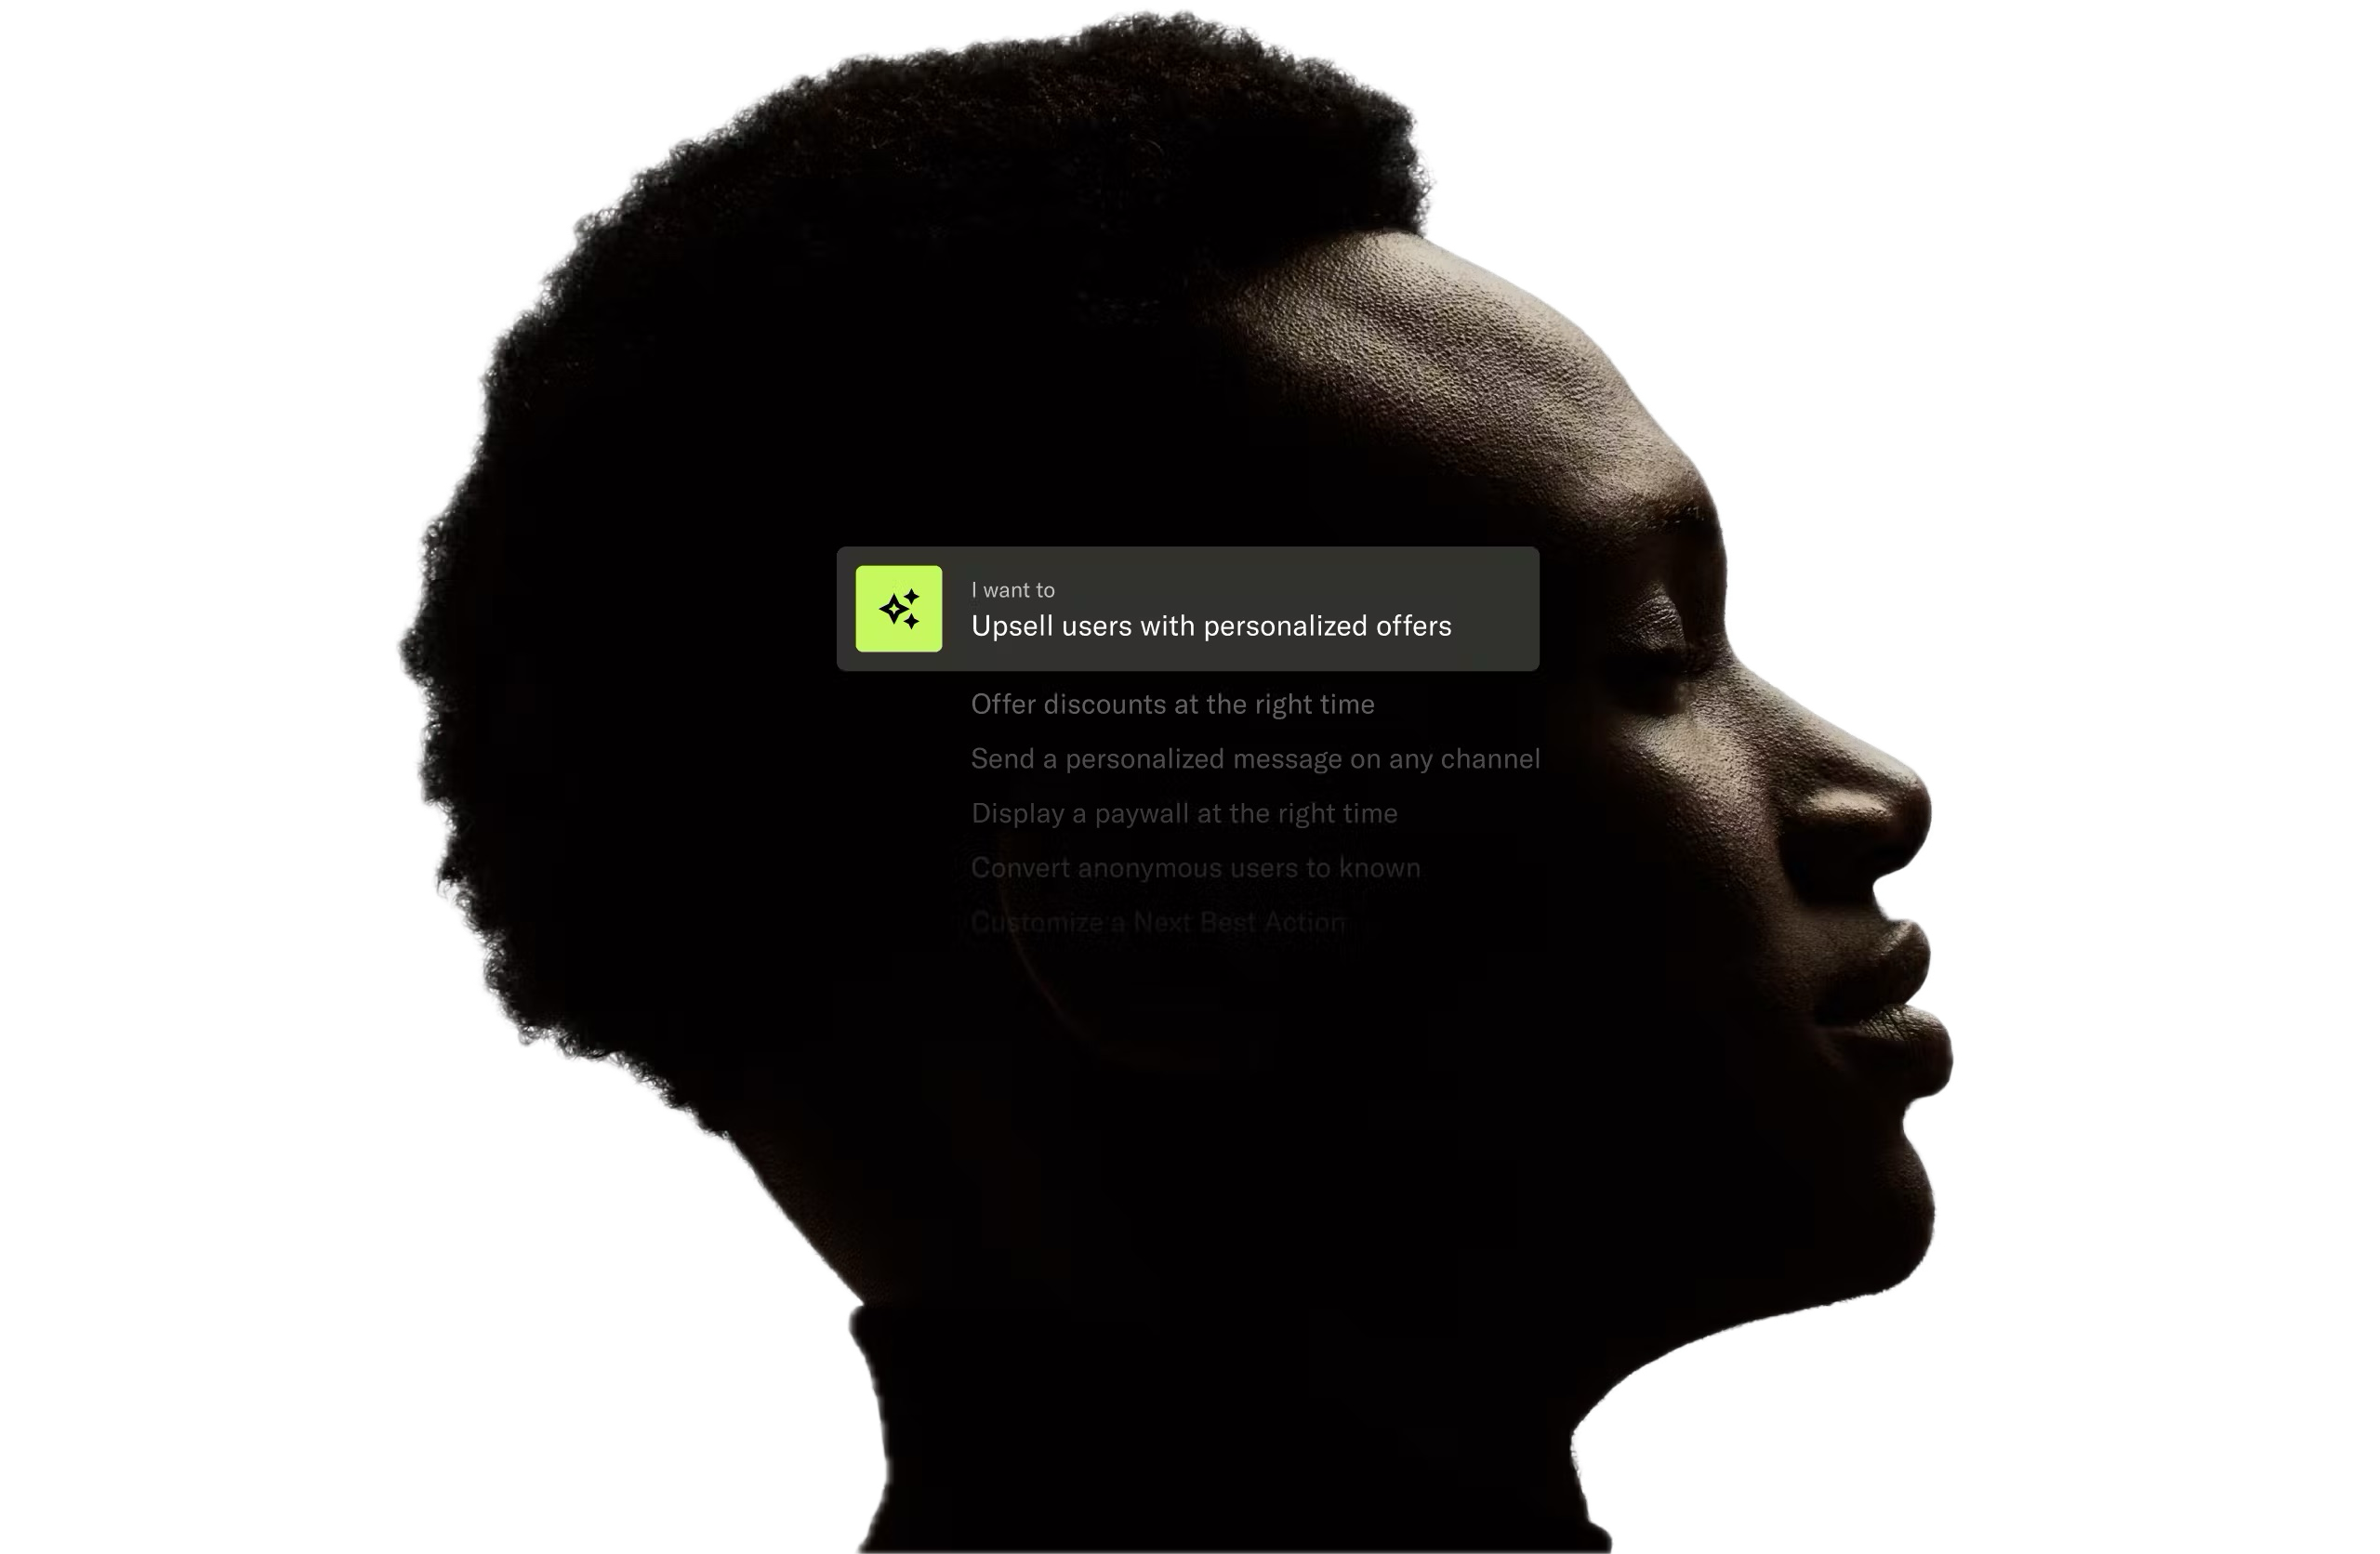 I want to
Upsell users with personalized offers
Offer discounts at the right time
Send a personalized message on any channel
Display a paywall at the right time
Convert anonymous users to known
Customize a Next Best Action